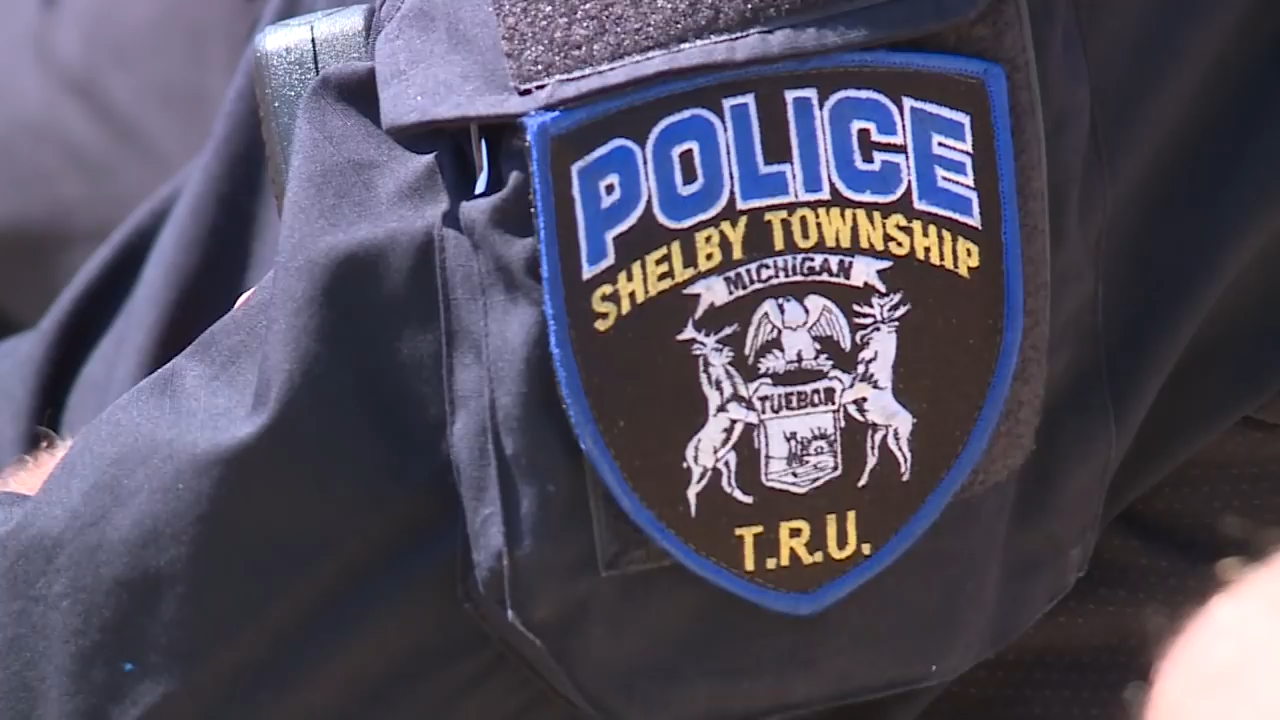 POLICE
SHELBY TOWNSHIP
MICHIGAN
TUEBOR
T.R.U.